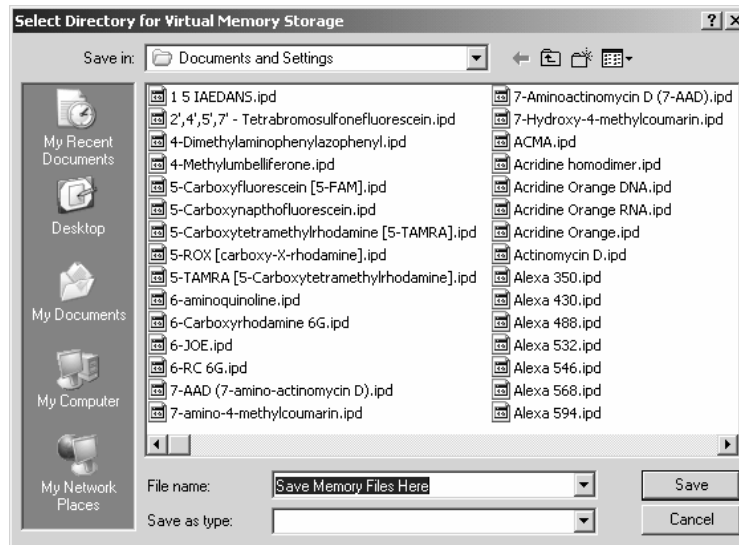 Select Directory for Virtual Memory Storage
Save in: Documents and Settings
My Recent Documents
Desktop
My Documents
My Computer
My Network Places
1 5 IAEDANS.ipd
2',4',5',7' - Tetrabromosulfonefluorescein.ipd
4-Dimethylaminophenylazophenyl.ipd
4-Methylumbelliferone.ipd
5-Carboxyfluorescein [5-FAM].ipd
5-Carboxynapthofluorescein.ipd
5-Carboxytetramethylrhodamine [5-TAMRA].ipd
5-ROX [carboxy-X-rhodamine].ipd
5-TAMRA [5-Carboxytetramethylrhodamine].ipd
6-aminoquinoline.ipd
6-Carboxyrhodamine 6G.ipd
6-JOE.ipd
6-RC 6G.ipd
7-AAD (7-amino-actinomycin D).ipd
7-amino-4-methylcoumarin.ipd
7-Aminoactinomycin D (7-AAD).ipd
7-Hydroxy-4-methylcoumarin.ipd
ACMA.ipd
Acridine homodimer.ipd
Acridine Orange DNA.ipd
Acridine Orange RNA.ipd
Acridine Orange.ipd
Actinomycin D.ipd
Alexa 350.ipd
Alexa 430.ipd
Alexa 488.ipd
Alexa 532.ipd
Alexa 546.ipd
Alexa 568.ipd
Alexa 594.ipd
File name: Save Memory Files Here
Save
Save as type:
Cancel